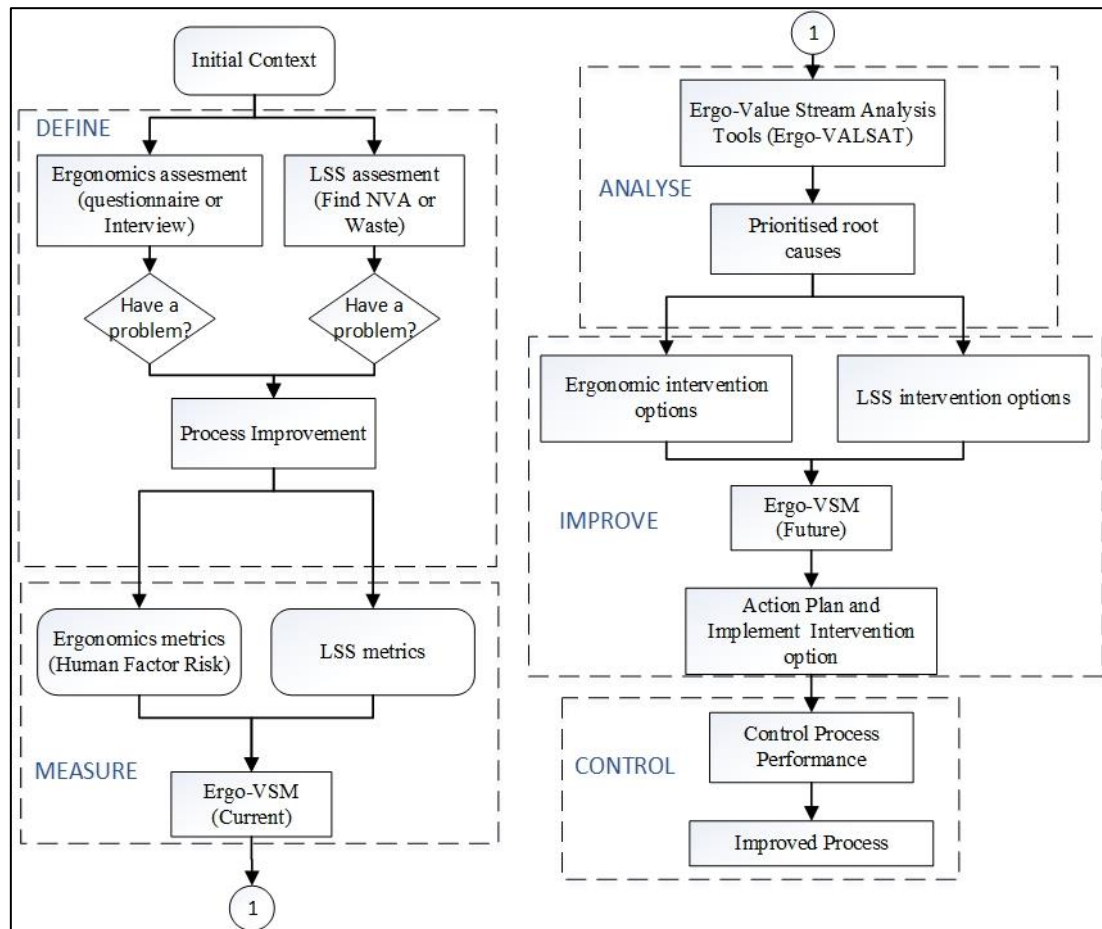 Initial Context
DEFINE
Ergonomics assesment
(questionnaire or
Interview)
LSS assesment
(Find NVA or
Waste)
Have a
problem?
Have a
problem?
Process Improvement
Ergonomics metrics
(Human Factor Risk)
LSS metrics
MEASURE
Ergo-VSM
(Current)
1
1
Ergo-Value Stream Analysis
Tools (Ergo-VALSAT)
ANALYSE
Prioritised root
causes
Ergonomic intervention
options
LSS intervention options
IMPROVE
Ergo-VSM
(Future)
Action Plan and
Implement Intervention
option
CONTROL
Control Process
Performance
Improved Process